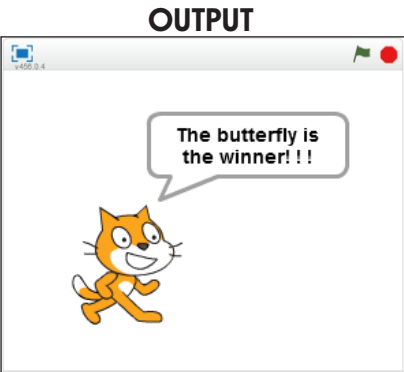 OUTPUT
v456.0.4
The butterfly is
the winner! ! !